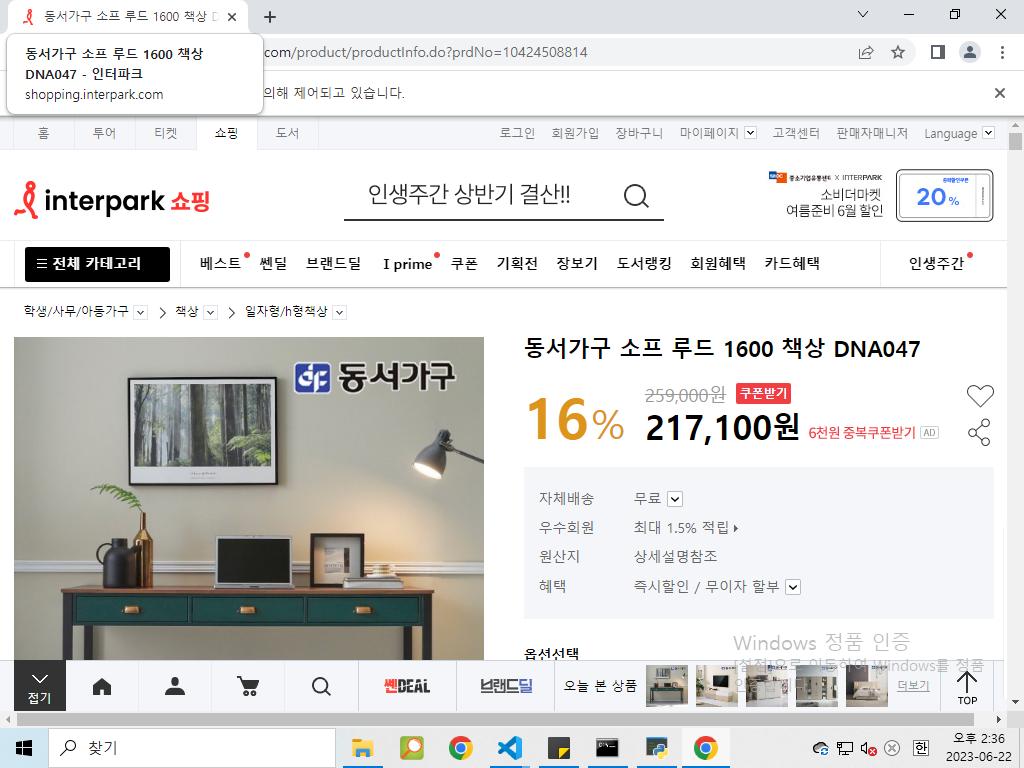 동서가구 소프 루드 1600 책상 D
동서가구 소프 루드 1600 책상
DNA047 - 인터파크
shopping.interpark.com
com/product/productInfo.do?prdNo=10424508814
의해 제어되고 있습니다.
홈 투어 티켓 쇼핑 도서 로그인 회원가입 장바구니 마이페이지 고객센터 판매자매니저 Language
interpark 쇼핑
인생주간 상반기 결산!!
중소기업유통센터 X INTERPARK
소비더마켓
여름준비 6월 할인
20%
전체 카테고리 베스트 쎈딜 브랜드딜 I prime 쿠폰 기획전 장보기 도서랭킹 회원혜택 카드혜택 인생주간
학생/사무/아동가구 책상 일자형/h형책상
동서가구
동서가구 소프 루드 1600 책상 DNA047
16%
259,000원 쿠폰받기
217,100원 6천원 중복쿠폰받기 AD
자체배송 무료
우수회원 최대 1.5% 적립
원산지 상세설명참조
혜택 즉시할인 / 무이자 할부
옵션선택
Windows 정품 인증
[설정]으로 이동하여 Windows를 정품
접기
쎈DEAL
브랜드딜
오늘 본 상품
더보기
TOP
찾기
한
오후 2:36
2023-06-22